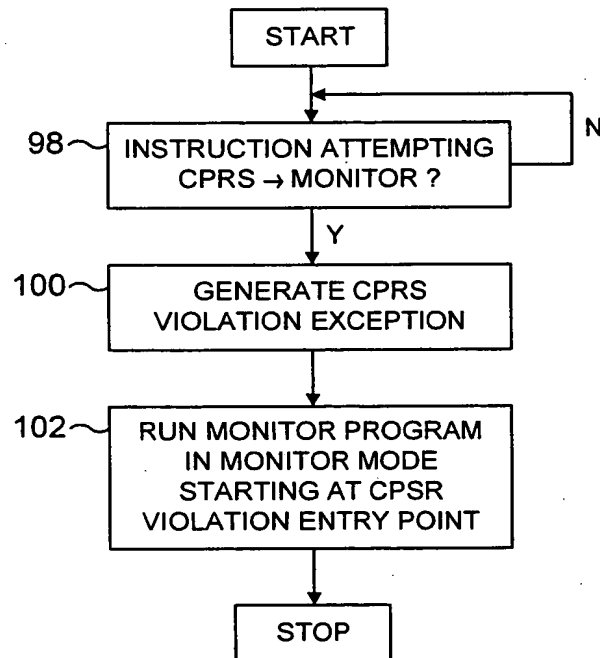 START
N
98
INSTRUCTION ATTEMPTING
CPRS → MONITOR ?
Y
100
GENERATE CPRS
VIOLATION EXCEPTION
102
RUN MONITOR PROGRAM
IN MONITOR MODE
STARTING AT CPSR
VIOLATION ENTRY POINT
STOP